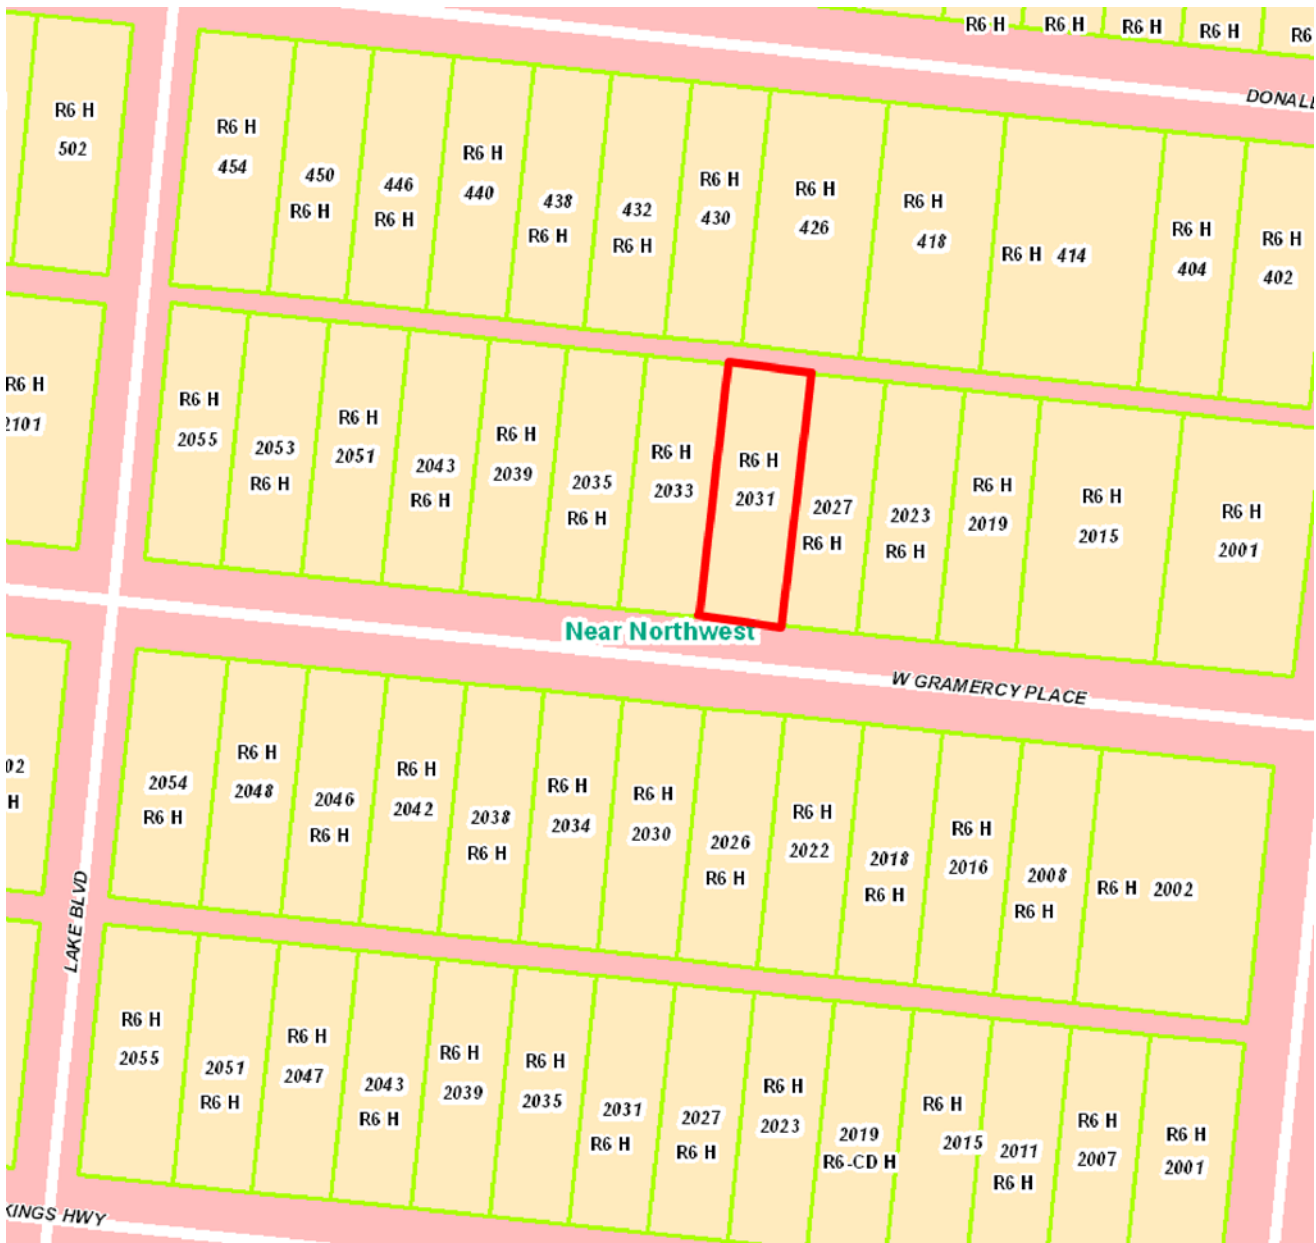 R6 H
R6 H
R6 H
R6 H
R6
DONALD
R6 H
502
R6 H
454
450
R6 H
446
R6 H
R6 H
440
438
R6 H
432
R6 H
R6 H
430
R6 H
426
R6 H
418
R6 H 414
R6 H
404
R6 H
402
R6 H
2101
R6 H
2055
2053
R6 H
R6 H
2051
2043
R6 H
R6 H
2039
2035
R6 H
R6 H
2033
R6 H
2031
2027
R6 H
2023
R6 H
R6 H
2019
R6 H
2015
R6 H
2001
Near Northwest
W GRAMERCY PLACE
02
H
2054
R6 H
R6 H
2048
2046
R6 H
R6 H
2042
2038
R6 H
R6 H
2034
R6 H
2030
2026
R6 H
R6 H
2022
2018
R6 H
R6 H
2016
2008
R6 H
R6 H 2002
LAKE BLVD
R6 H
2055
2051
R6 H
R6 H
2047
2043
R6 H
R6 H
2039
R6 H
2035
2031
R6 H
2027
R6 H
R6 H
2023
2019
R6-CD H
R6 H
2015
2011
R6 H
R6 H
2007
R6 H
2001
KINGS HWY